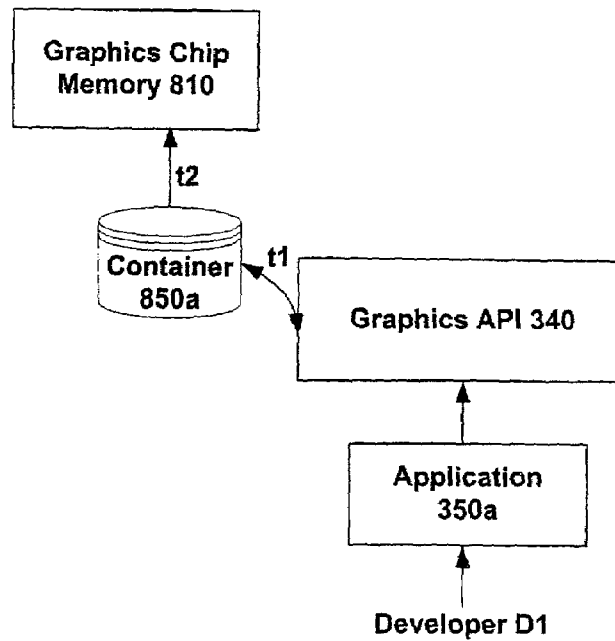 Graphics Chip
Memory 810
t2
Container
850a
t1
Graphics API 340
Application
350a
Developer D1